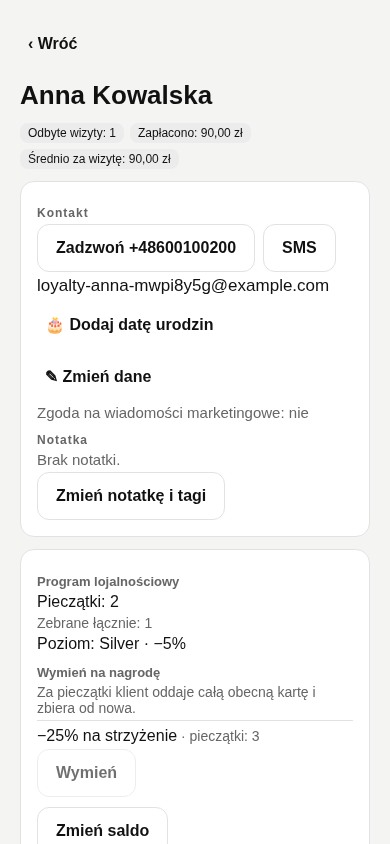 ‹ Wróć
Anna Kowalska
Odbyte wizyty: 1 Zapłacono: 90,00 zł
Średnio za wizytę: 90,00 zł
Kontakt
Zadzwoń +48600100200 SMS
loyalty-anna-mwpi8y5g@example.com
🎂 Dodaj datę urodzin
✎ Zmień dane
Zgoda na wiadomości marketingowe: nie
Notatka
Brak notatki.
Zmień notatkę i tagi
Program lojalnościowy
Pieczątki: 2
Zebrane łącznie: 1
Poziom: Silver · −5%
Wymień na nagrodę
Za pieczątki klient oddaje całą obecną kartę i
zbiera od nowa.
−25% na strzyżenie · pieczątki: 3
Wymień
Zmień saldo